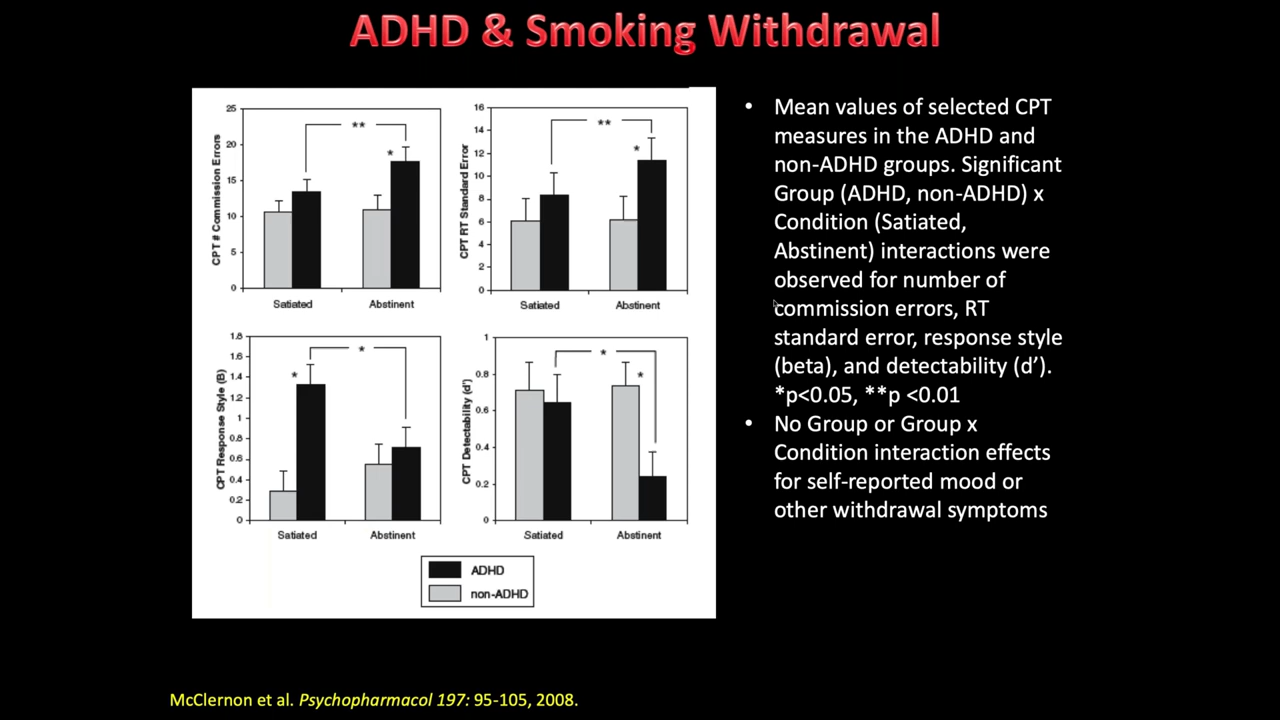 ADHD & Smoking Withdrawal
25
20
15
10
5
0
CPT # Commission Errors
**
*
Satiated Abstinent
16
14
12
10
8
6
4
2
0
CPT RT Standard Error
**
*
Satiated Abstinent
1.8
1.6
1.4
1.2
1
0.8
0.6
0.4
0.2
0
CPT Response Style (B)
*
*
Satiated Abstinent
1
0.8
0.6
0.4
0.2
0
CPT Detectability (d')
*
*
Satiated Abstinent
ADHD
non-ADHD
• Mean values of selected CPT
measures in the ADHD and
non-ADHD groups. Significant
Group (ADHD, non-ADHD) x
Condition (Satiated,
Abstinent) interactions were
observed for number of
commission errors, RT
standard error, response style
(beta), and detectability (d’).
*p<0.05, **p <0.01
• No Group or Group x
Condition interaction effects
for self-reported mood or
other withdrawal symptoms
McClernon et al. Psychopharmacol 197: 95-105, 2008.